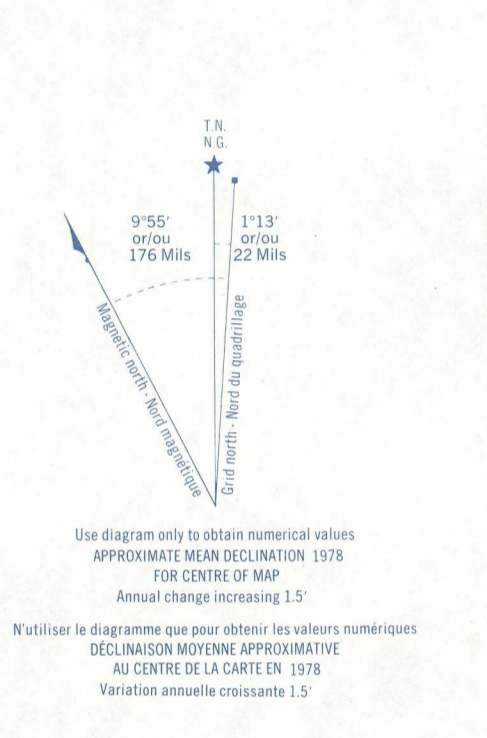 T.N.
N.G.
9°55′
or/ou
176 Mils
1°13′
or/ou
22 Mils
Magnetic north - Nord magnétique
Grid north - Nord du quadrillage
Use diagram only to obtain numerical values
APPROXIMATE MEAN DECLINATION 1978
FOR CENTRE OF MAP
Annual change increasing 1.5′
N'utiliser le diagramme que pour obtenir les valeurs numériques
DÉCLINAISON MOYENNE APPROXIMATIVE
AU CENTRE DE LA CARTE EN 1978
Variation annuelle croissante 1.5′